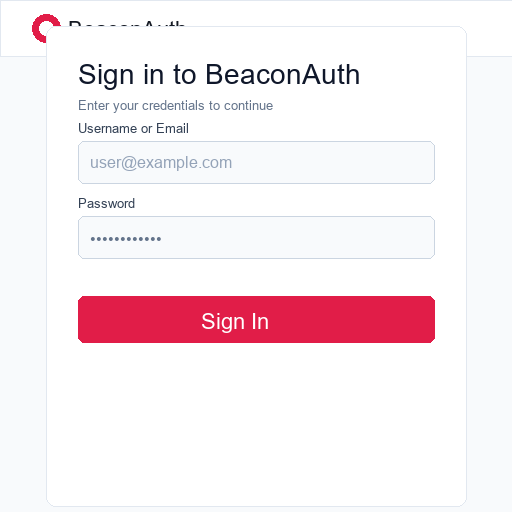 BeaconAuth
Sign in to BeaconAuth
Enter your credentials to continue
Username or Email
user@example.com
Password
••••••••••••
Sign In